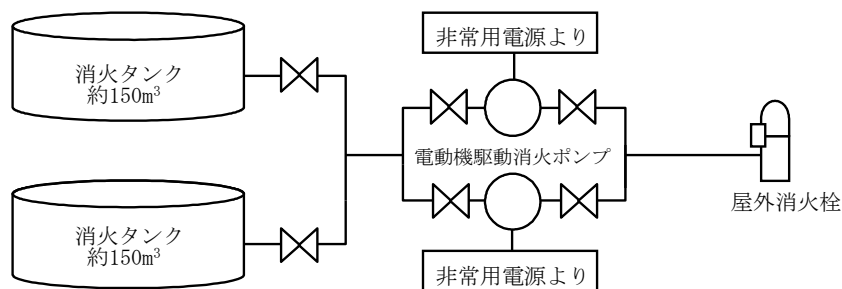 非常用電源より
消火タンク
約150m³
電動機駆動消火ポンプ
屋外消火栓
消火タンク
約150m³
非常用電源より